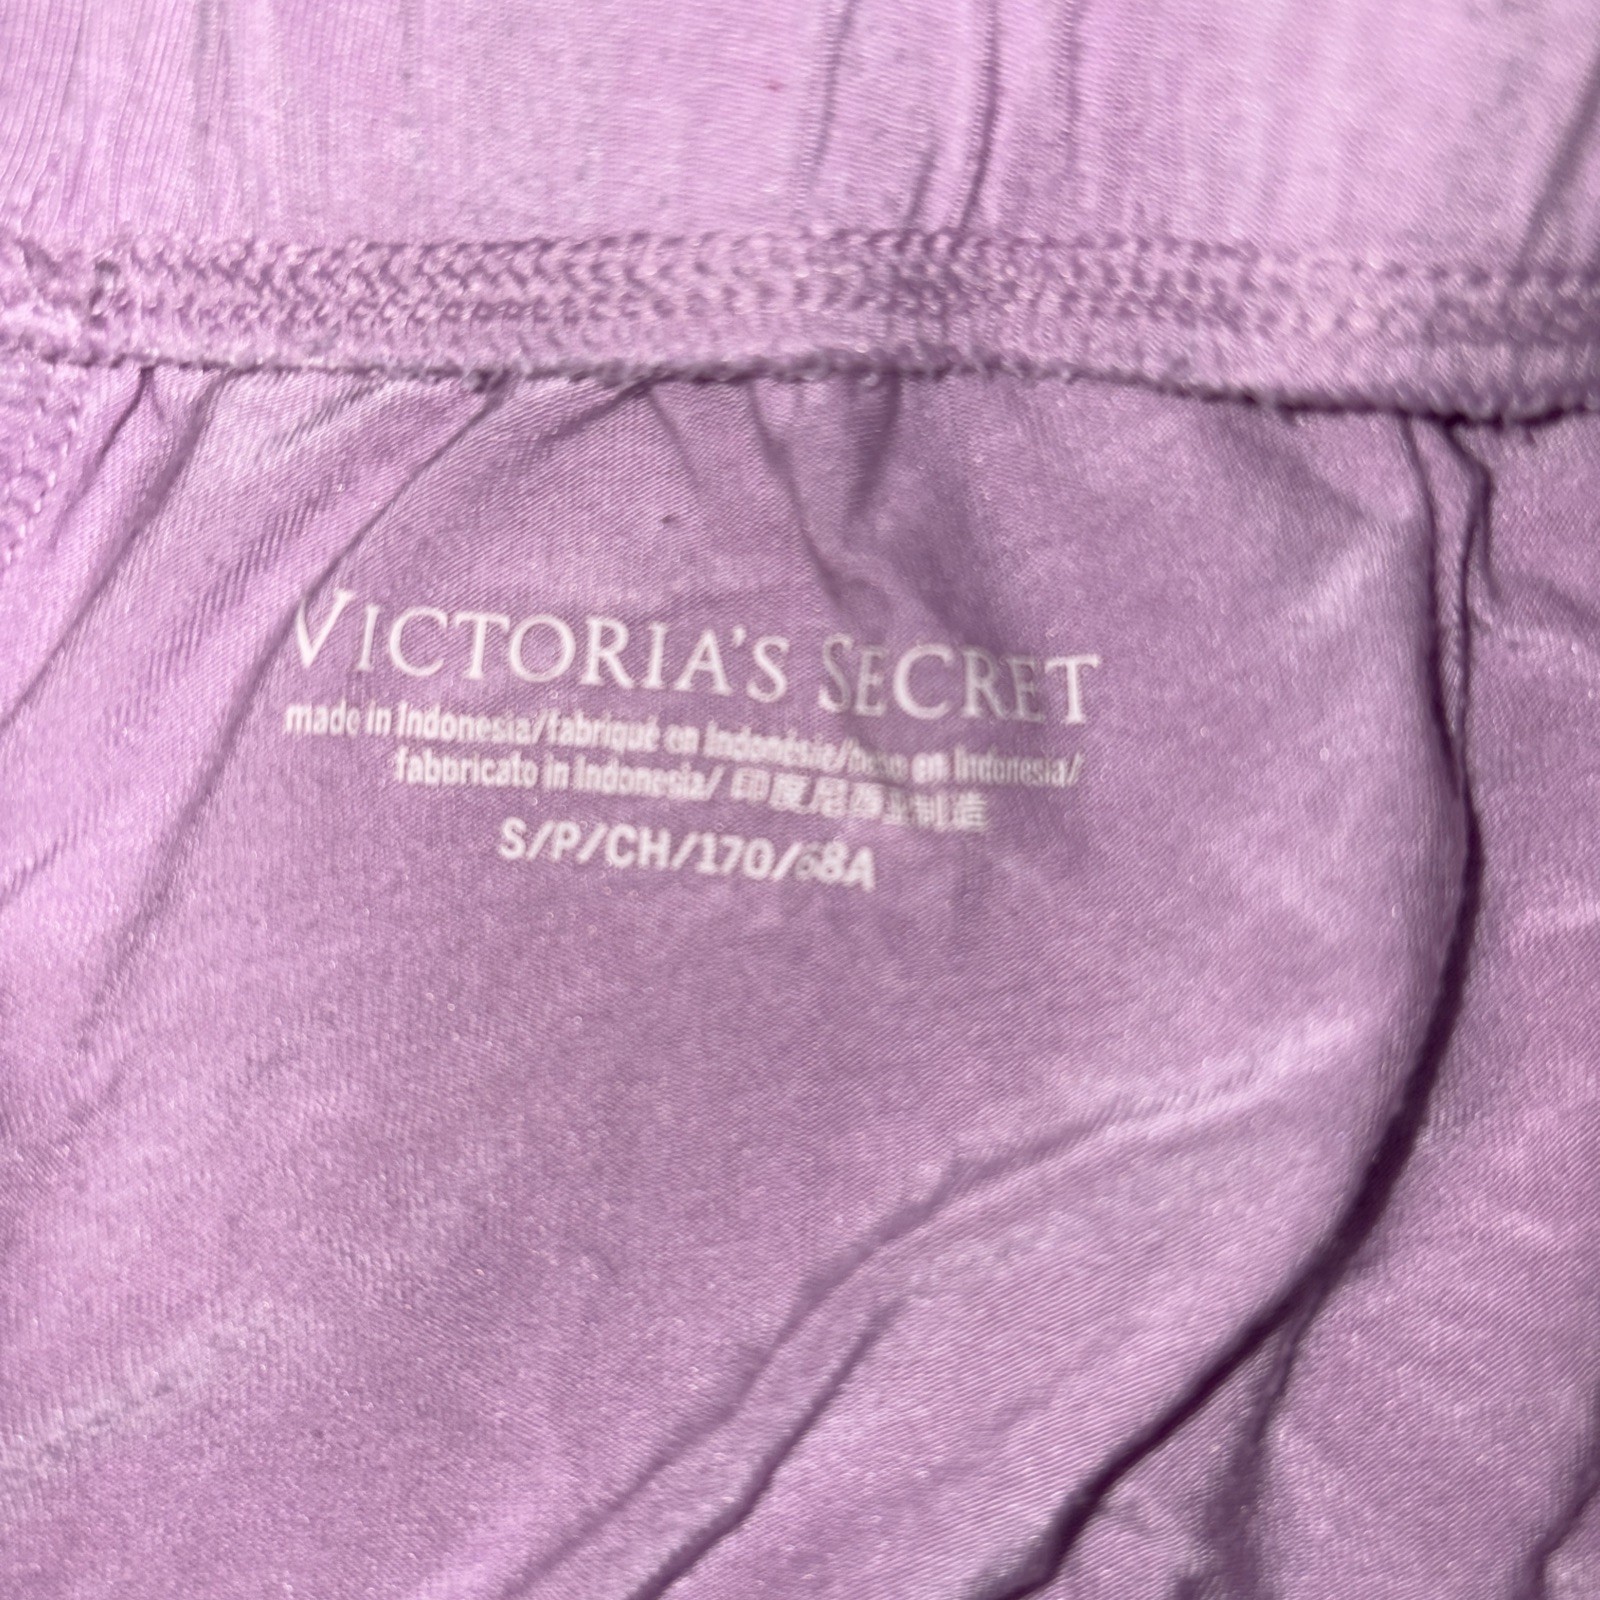 VICTORIA'S SECRET
made in Indonesia/fabriqué en Indonésie/hecho en Indonesia/
fabbricato in Indonesia/ 印度尼西亚制造
S/P/CH/170/68A